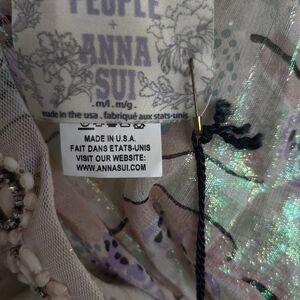 PEOPLE
+
ANNA
SUI
.m/l.m/g.
made in the usa. fabriqué aux stats-unis
MADE IN U.S.A.
FAIT DANS ETATS-UNIS
VISIT OUR WEBSITE:
WWW.ANNASUI.COM